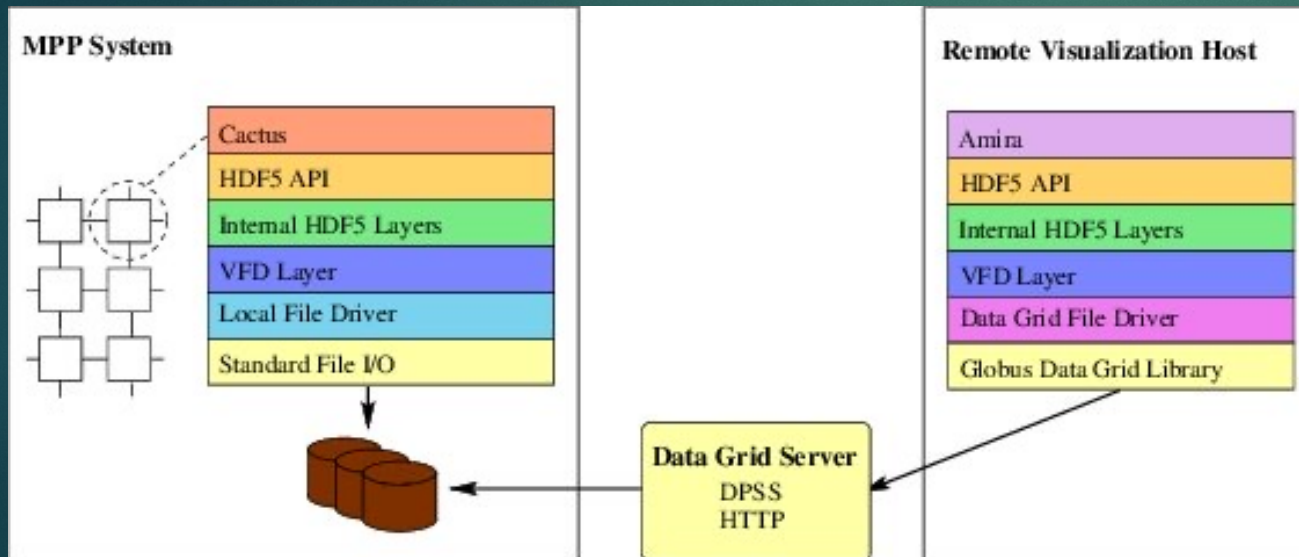 MPP System
Cactus
HDF5 API
Internal HDF5 Layers
VFD Layer
Local File Driver
Standard File I/O
Data Grid Server
DPSS
HTTP
Remote Visualization Host
Amira
HDF5 API
Internal HDF5 Layers
VFD Layer
Data Grid File Driver
Globus Data Grid Library